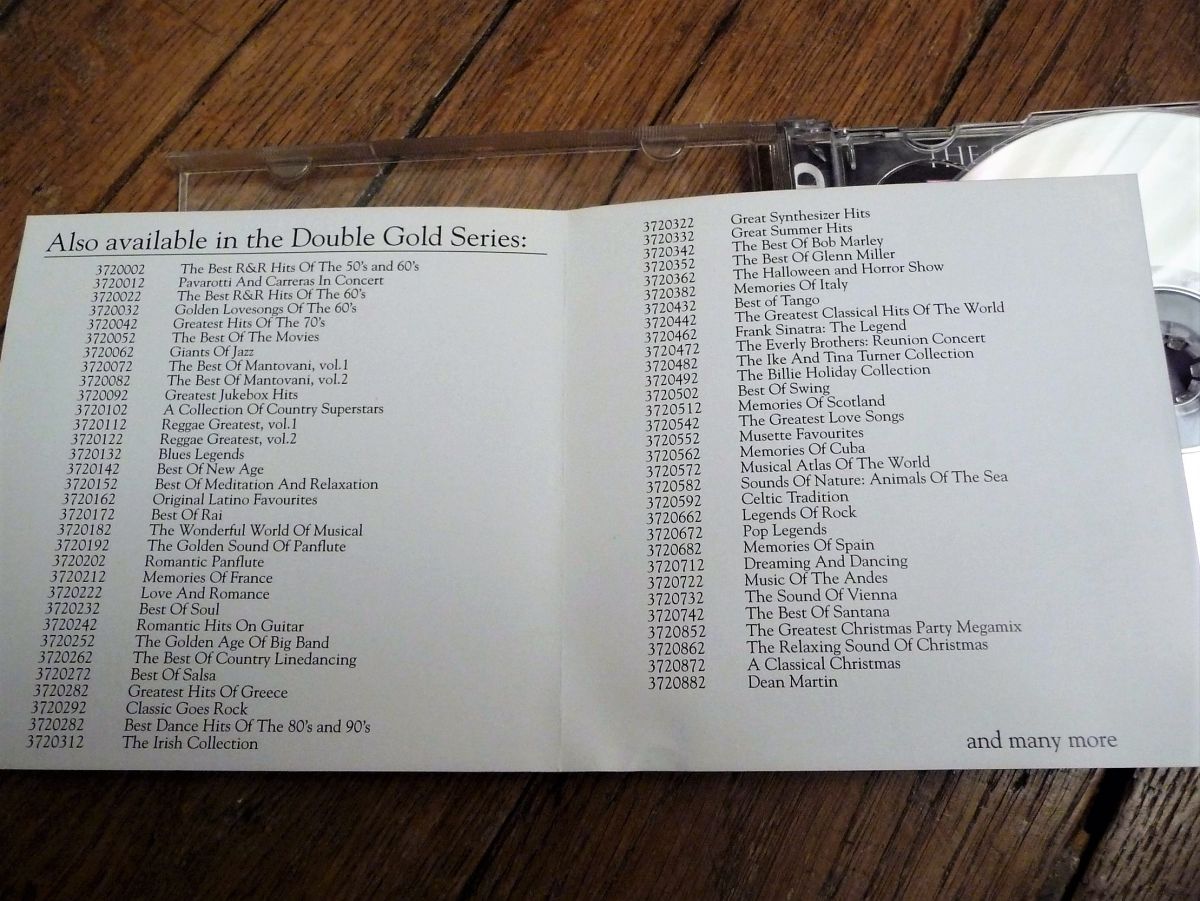 THE
Also available in the Double Gold Series:
3720002 The Best R&R Hits Of The 50's and 60's
3720012 Pavarotti And Carreras In Concert
3720022 The Best R&R Hits Of The 60's
3720032 Golden Lovesongs Of The 60's
3720042 Greatest Hits Of The 70's
3720052 The Best Of The Movies
3720062 Giants Of Jazz
3720072 The Best Of Mantovani, vol.1
3720082 The Best Of Mantovani, vol.2
3720092 Greatest Jukebox Hits
3720102 A Collection Of Country Superstars
3720112 Reggae Greatest, vol.1
3720122 Reggae Greatest, vol.2
3720132 Blues Legends
3720142 Best Of New Age
3720152 Best Of Meditation And Relaxation
3720162 Original Latino Favourites
3720172 Best Of Rai
3720182 The Wonderful World Of Musical
3720192 The Golden Sound Of Panflute
3720202 Romantic Panflute
3720212 Memories Of France
3720222 Love And Romance
3720232 Best Of Soul
3720242 Romantic Hits On Guitar
3720252 The Golden Age Of Big Band
3720262 The Best Of Country Linedancing
3720272 Best Of Salsa
3720282 Greatest Hits Of Greece
3720292 Classic Goes Rock
3720282 Best Dance Hits Of The 80's and 90's
3720312 The Irish Collection
3720322 Great Synthesizer Hits
3720332 Great Summer Hits
3720342 The Best Of Bob Marley
3720352 The Best Of Glenn Miller
3720362 The Halloween and Horror Show
3720382 Memories Of Italy
3720432 Best of Tango
3720442 The Greatest Classical Hits Of The World
3720462 Frank Sinatra: The Legend
3720472 The Everly Brothers: Reunion Concert
3720482 The Ike And Tina Turner Collection
3720492 The Billie Holiday Collection
3720502 Best Of Swing
3720512 Memories Of Scotland
3720542 The Greatest Love Songs
3720552 Musette Favourites
3720562 Memories Of Cuba
3720572 Musical Atlas Of The World
3720582 Sounds Of Nature: Animals Of The Sea
3720592 Celtic Tradition
3720662 Legends Of Rock
3720672 Pop Legends
3720682 Memories Of Spain
3720712 Dreaming And Dancing
3720722 Music Of The Andes
3720732 The Sound Of Vienna
3720742 The Best Of Santana
3720852 The Greatest Christmas Party Megamix
3720862 The Relaxing Sound Of Christmas
3720872 A Classical Christmas
3720882 Dean Martin
and many more